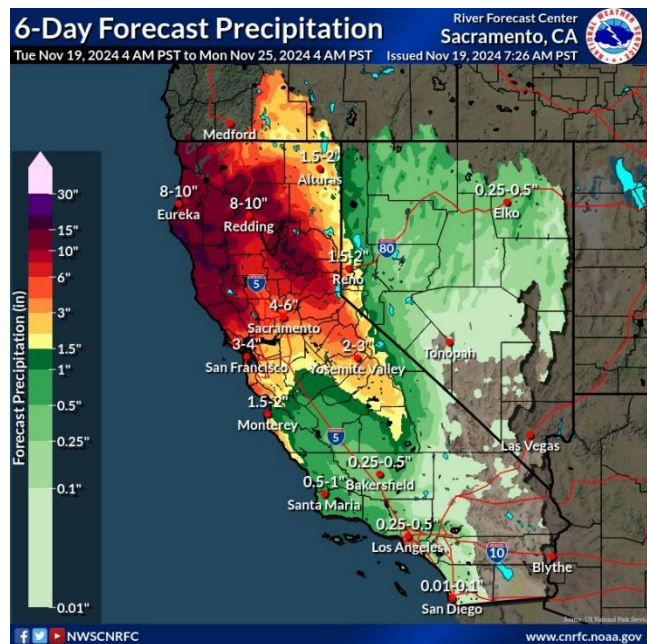 6-Day Forecast Precipitation
Tue Nov 19, 2024 4 AM PST to Mon Nov 25, 2024 4 AM PST
River Forecast Center
Sacramento, CA
Issued Nov 19, 2024 7:26 AM PST
Medford
1.5-2"
Alturas
8-10"
Eureka
8-10"
Redding
0.25-0.5"
Elko
80
1.5-2"
Reno
5
4-6"
Sacramento
3-4"
San Francisco
2-3"
Yosemite Valley
Tonopah
1.5-2"
Monterey
5
Las Vegas
0.25-0.5"
Bakersfield
0.5-1"
Santa Maria
0.25-0.5"
Los Angeles
10
Blythe
0.01-0.1"
San Diego
Forecast Precipitation (in)
30"
15"
10"
6"
3"
1.5"
1"
0.5"
0.25"
0.1"
0.01"
Source: US National Park Service
NWSCNRFC
www.cnrfc.noaa.gov